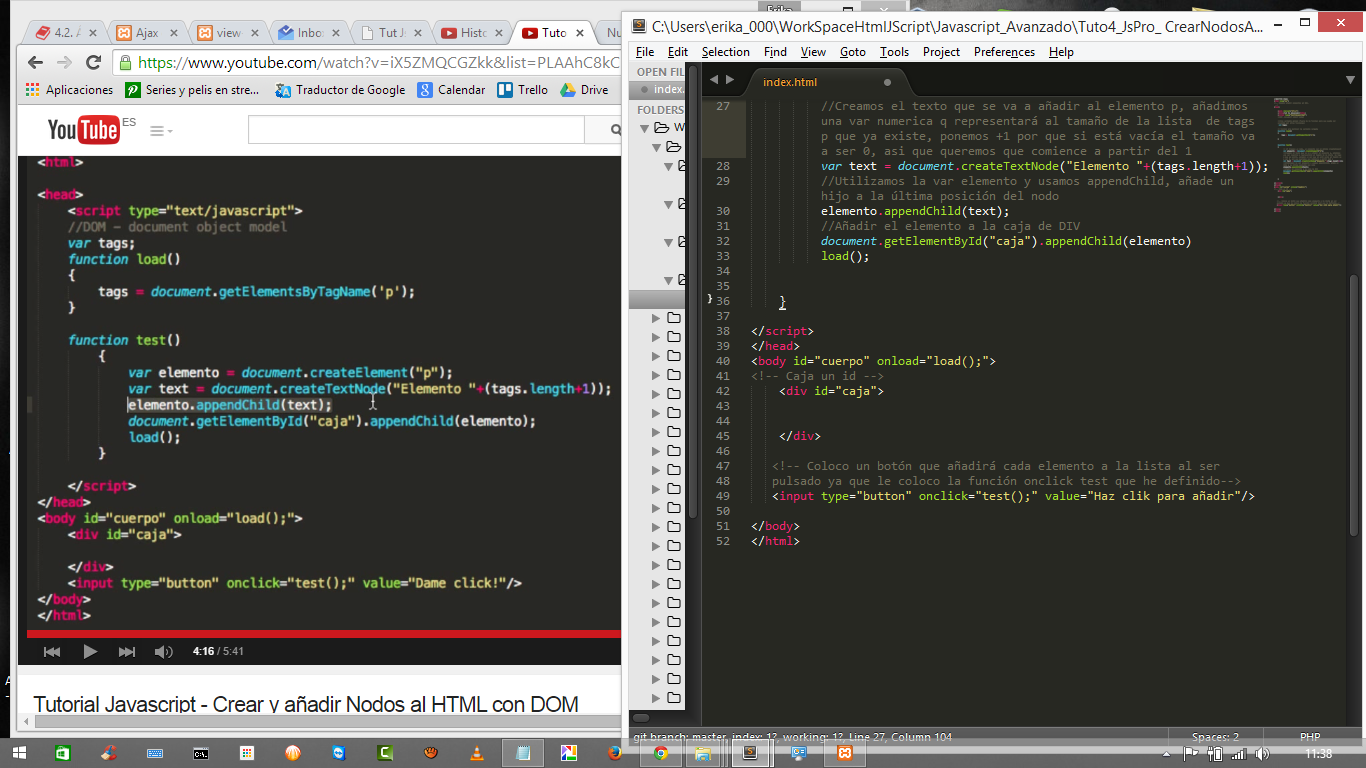 Erika
4.2. A
Ajax
view
Inbo
Tut J
Histo
Tuto
Nu
https://www.youtube.com/watch?v=iX5ZMQCGZkk&list=PLAAhC8kC
Aplicaciones
Series y pelis en stre...
Traductor de Google
Calendar
Trello
Drive
YouTube ES
<html>
<head>
<script type="text/javascript">
//DOM - document object model
var tags;
function load()
{
tags = document.getElementsByTagName('p');
}
function test()
{
var elemento = document.createElement("p");
var text = document.createTextNode("Elemento "+(tags.length+1));
elemento.appendChild(text);
document.getElementById("caja").appendChild(elemento);
load();
}
</script>
</head>
<body id="cuerpo" onload="load();">
<div id="caja">
</div>
<input type="button" onclick="test();" value="Dame click!"/>
</body>
</html>
4:16 / 5:41
Tutorial Javascript - Crear y añadir Nodos al HTML con DOM
C:\Users\erika_000\WorkSpaceHtmlJScript\Javascript_Avanzado\Tuto4_JsPro_ CrearNodosA...
File Edit Selection Find View Goto Tools Project Preferences Help
OPEN FIL
index.
FOLDERS
W
index.html
27 //Creamos el texto que se va a añadir al elemento p, añadimos
una var numerica q representará al tamaño de la lista de tags
p que ya existe, ponemos +1 por que si está vacía el tamaño va
a ser 0, asi que queremos que comience a partir del 1
28 var text = document.createTextNode("Elemento "+(tags.length+1));
29 //Utilizamos la var elemento y usamos appendChild, añade un
hijo a la última posición del nodo
30 elemento.appendChild(text);
31 //Añadir el elemento a la caja de DIV
32 document.getElementById("caja").appendChild(elemento)
33 load();
34
35
} 36 }
37
38 </script>
39 </head>
40 <body id="cuerpo" onload="load();">
41 <!-- Caja un id -->
42 <div id="caja">
43
44
45 </div>
46
47 <!-- Coloco un botón que añadirá cada elemento a la lista al ser
48 pulsado ya que le coloco la función onclick test que he definido-->
49 <input type="button" onclick="test();" value="Haz clik para añadir"/>
50
51 </body>
52 </html>
git branch: master, index: 1?, working: 1?, Line 27, Column 104
Spaces: 2
PHP
11:38